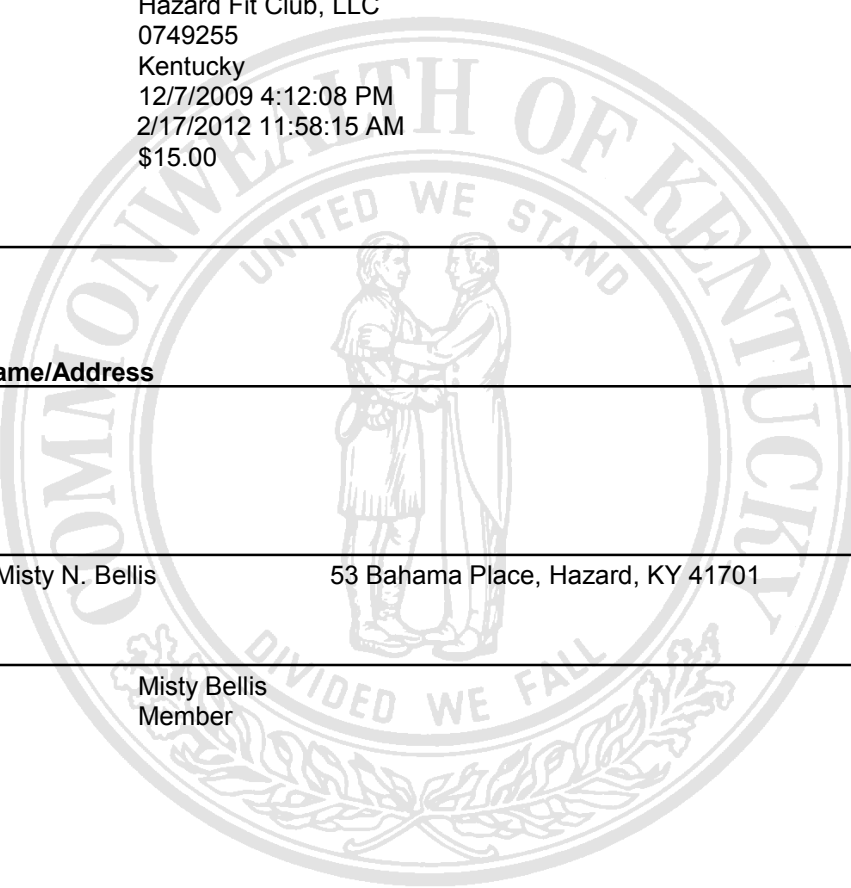 Hazard Fit Club, LLC
0749255
Kentucky
12/7/2009 4:12:08 PM
2/17/2012 11:58:15 AM
$15.00
COMMONWEALTH OF KENTUCKY
UNITED WE STAND
ame/Address
Misty N. Bellis 53 Bahama Place, Hazard, KY 41701
DIVIDED WE FALL
Misty Bellis
Member